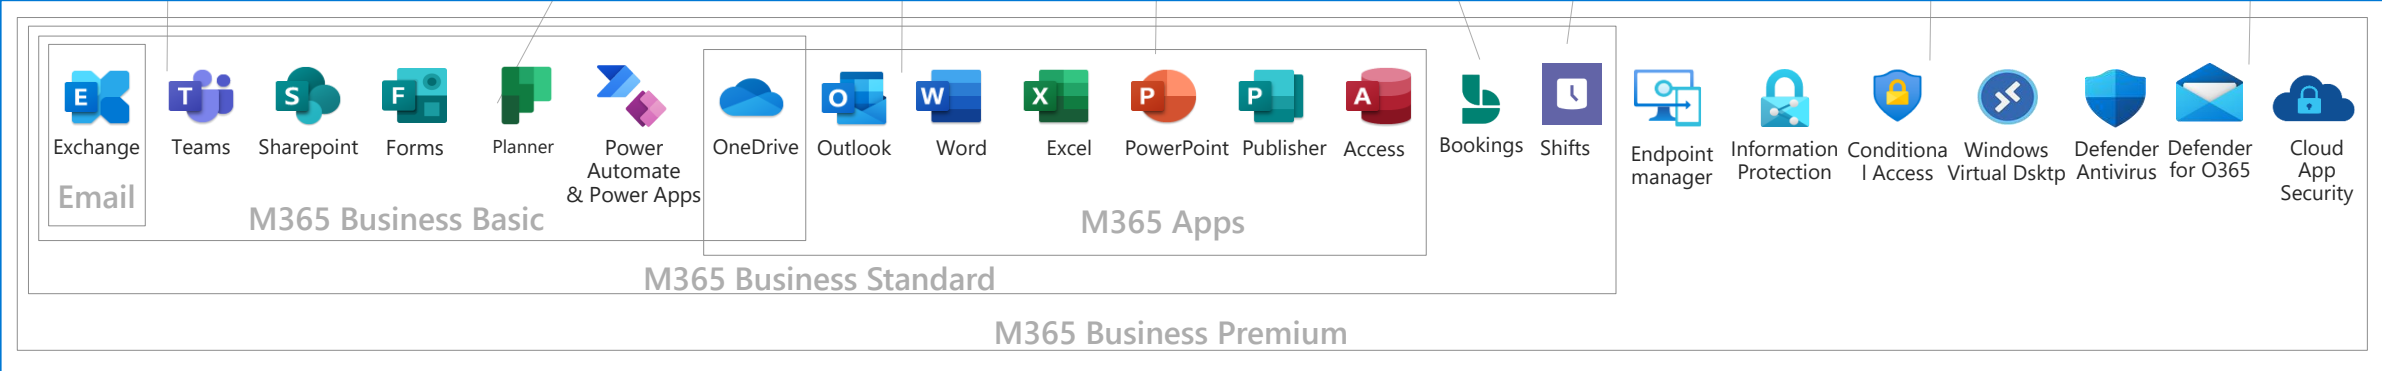 E
T
S
F
O
W
X
P
P
A
Exchange
Teams
Sharepoint
Forms
Planner
Power
Automate
& Power Apps
OneDrive
Outlook
Word
Excel
PowerPoint
Publisher
Access
Bookings
Shifts
Endpoint
manager
Information
Protection
Conditiona
l Access
Windows
Virtual Dsktp
Defender
Antivirus
Defender
for O365
Cloud
App
Security
Email
M365 Business Basic
M365 Apps
M365 Business Standard
M365 Business Premium